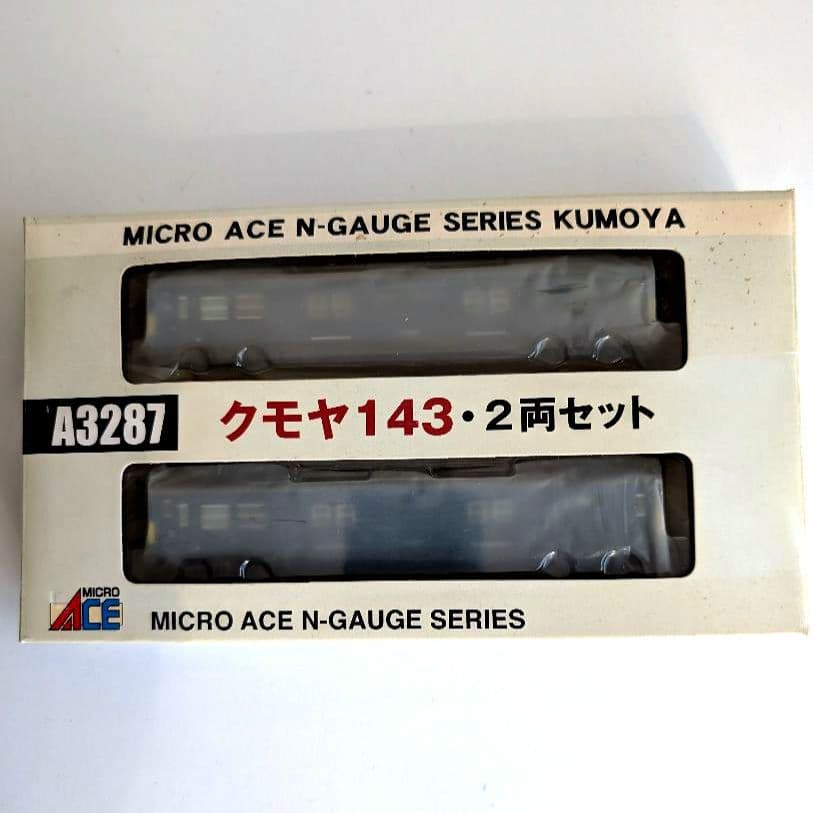 MICRO ACE N-GAUGE SERIES KUMOYA
A3287
クモヤ143・2両セット
MICRO ACE
MICRO ACE N-GAUGE SERIES